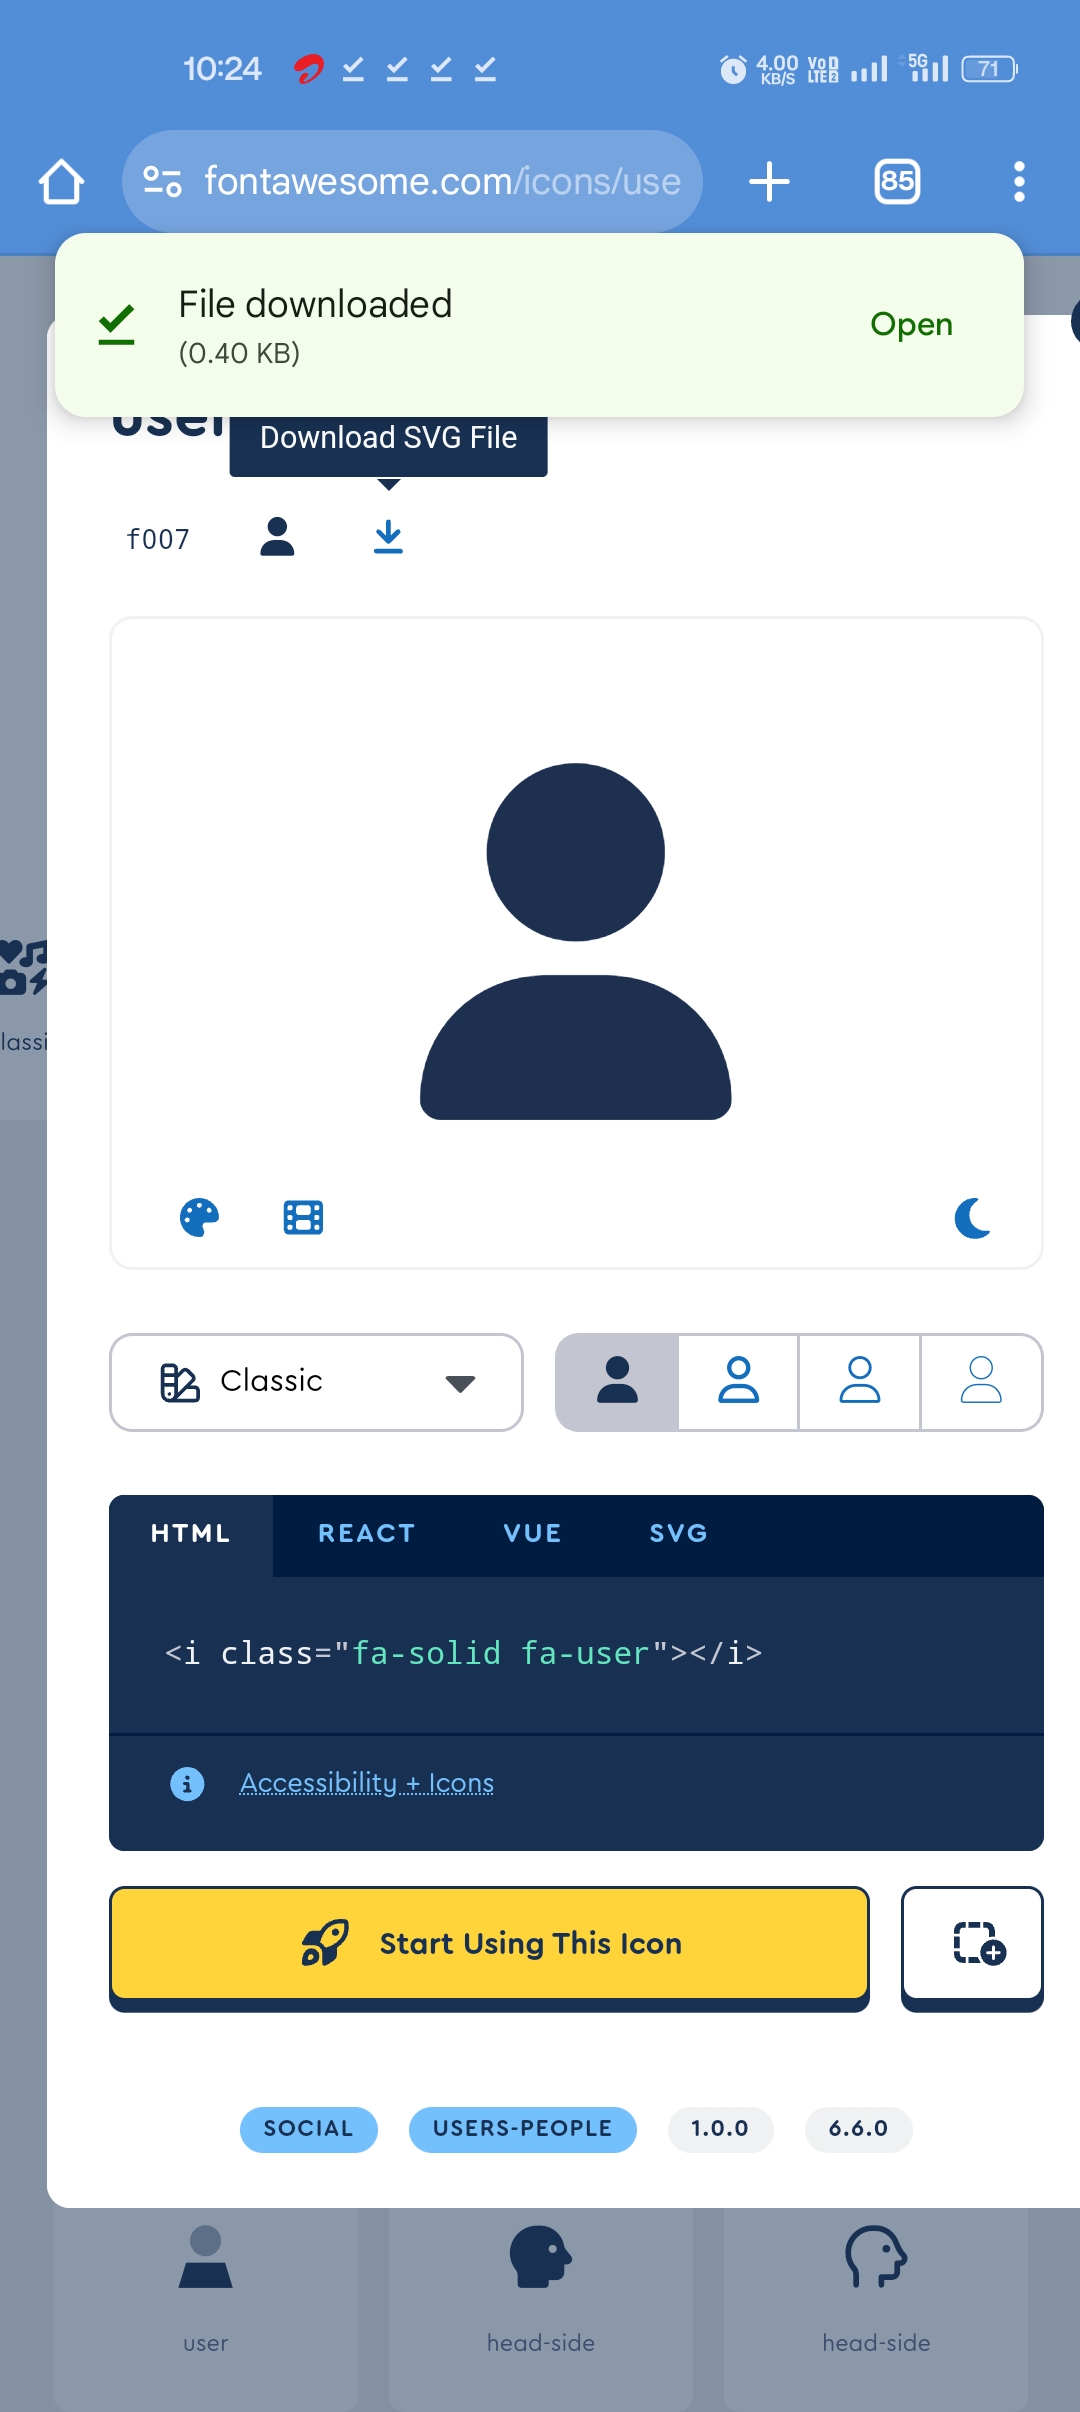 10:24
4.00 KB/S
VoD LTE2
5G
71
fontawesome.com/icons/use
85
File downloaded
(0.40 KB)
Open
user
Download SVG File
f007
lassi
Classic
HTML REACT VUE SVG
<i class="fa-solid fa-user"></i>
Accessibility + Icons
Start Using This Icon
SOCIAL USERS-PEOPLE 1.0.0 6.6.0
user head-side head-side